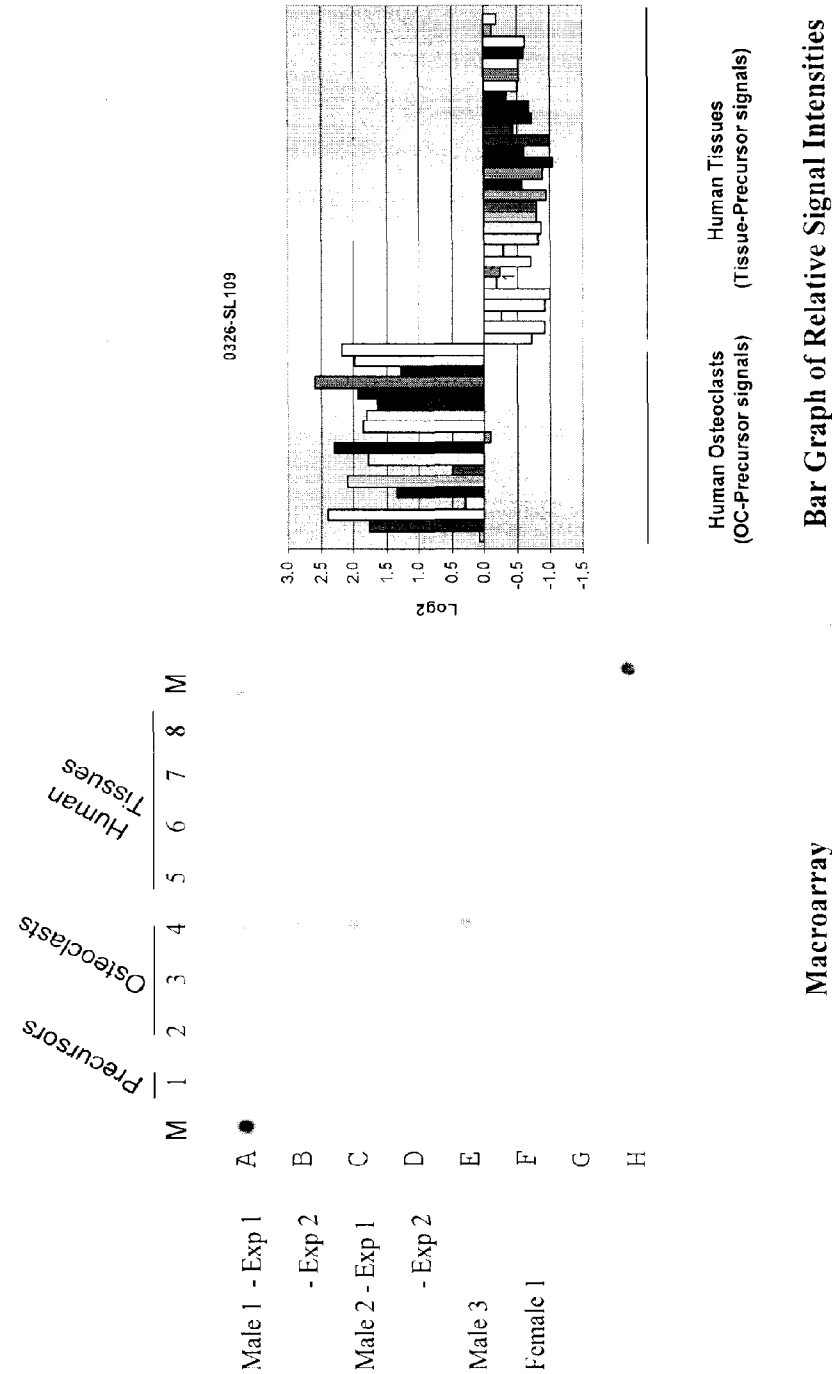 Precursors
Osteoclasts
Human
Tissues
M 1 2 3 4 5 6 7 8 M
Male 1 - Exp 1 A
- Exp 2 B
Male 2 - Exp 1 C
- Exp 2 D
Male 3 E
Female 1 F
G
H
Macroarray
0326-SL109
3.0
2.5
2.0
1.5
1.0
0.5
0.0
-0.5
-1.0
-1.5
Log2
1
Human Osteoclasts
(OC-Precursor signals)
Human Tissues
(Tissue-Precursor signals)
Bar Graph of Relative Signal Intensities